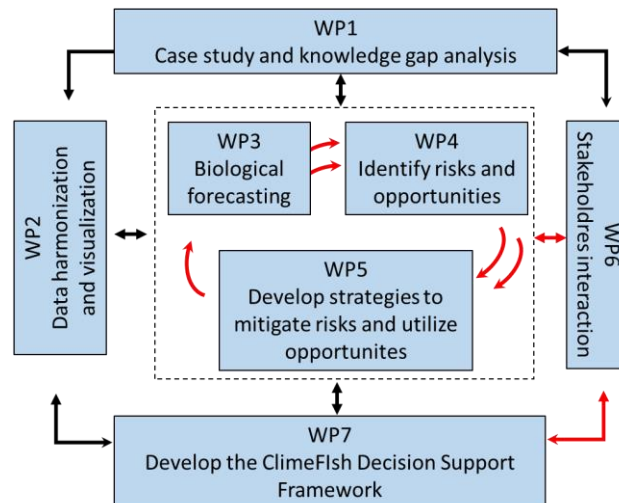 WP1
Case study and knowledge gap analysis
WP2
Data harmonization
and visualization
WP3
Biological
forecasting
WP4
Identify risks and
opportunities
WP5
Develop strategies to
mitigate risks and utilize
opportunites
WP6
Stakeholdres interaction
WP7
Develop the ClimeFIsh Decision Support
Framework